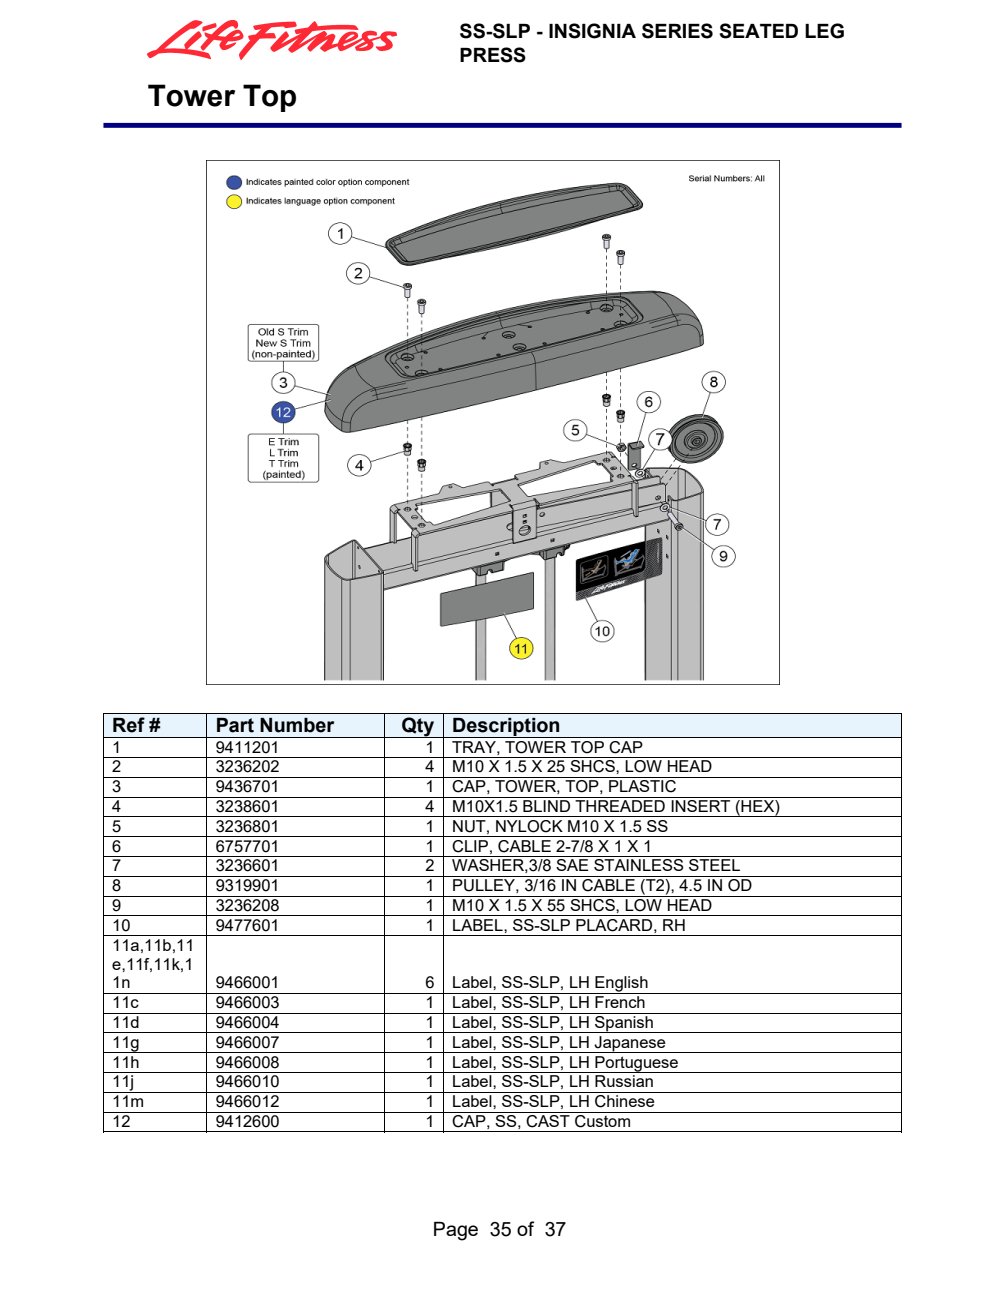 Life Fitness
SS-SLP - INSIGNIA SERIES SEATED LEG
PRESS
Tower Top
Indicates painted color option component
Indicates language option component
Serial Numbers: All
1
2
Old S Trim
New S Trim
(non-painted)
3
12
E Trim
L Trim
T Trim
(painted)
4
5
6
7
8
7
9
Life Fitness
10
11
Ref # Part Number Qty Description
1 9411201 1 TRAY, TOWER TOP CAP
2 3236202 4 M10 X 1.5 X 25 SHCS, LOW HEAD
3 9436701 1 CAP, TOWER, TOP, PLASTIC
4 3238601 4 M10X1.5 BLIND THREADED INSERT (HEX)
5 3236801 1 NUT, NYLOCK M10 X 1.5 SS
6 6757701 1 CLIP, CABLE 2-7/8 X 1 X 1
7 3236601 2 WASHER,3/8 SAE STAINLESS STEEL
8 9319901 1 PULLEY, 3/16 IN CABLE (T2), 4.5 IN OD
9 3236208 1 M10 X 1.5 X 55 SHCS, LOW HEAD
10 9477601 1 LABEL, SS-SLP PLACARD, RH
11a,11b,11
e,11f,11k,1
1n 9466001 6 Label, SS-SLP, LH English
11c 9466003 1 Label, SS-SLP, LH French
11d 9466004 1 Label, SS-SLP, LH Spanish
11g 9466007 1 Label, SS-SLP, LH Japanese
11h 9466008 1 Label, SS-SLP, LH Portuguese
11j 9466010 1 Label, SS-SLP, LH Russian
11m 9466012 1 Label, SS-SLP, LH Chinese
12 9412600 1 CAP, SS, CAST Custom
Page 35 of 37